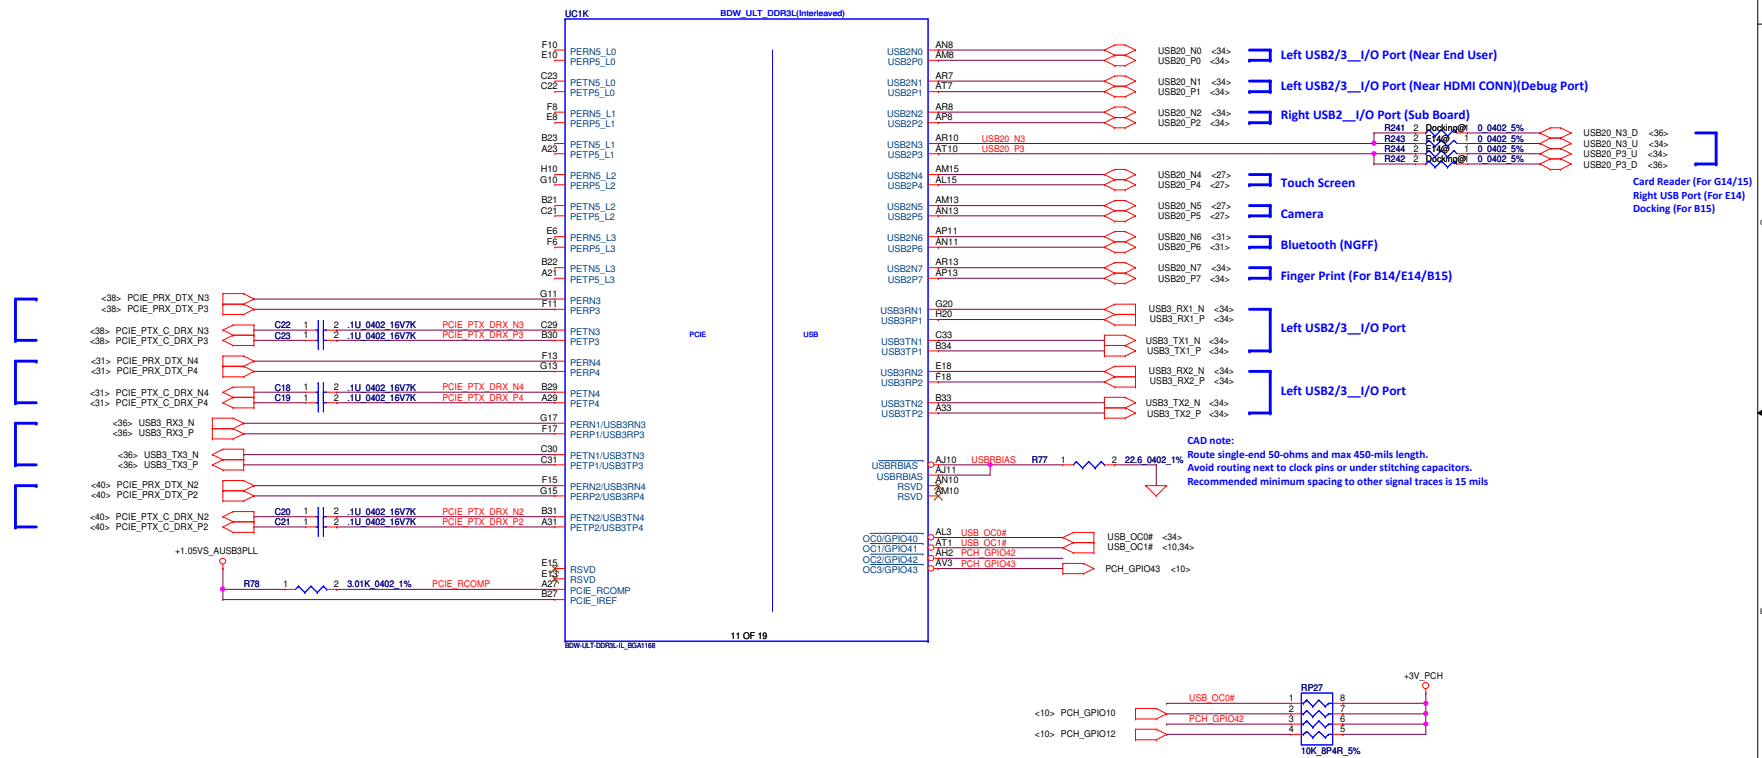 UC1K
BDW_ULT_DDR3L(Interleaved)
F10 PERN5_L0
E10 PERP5_L0
C23 PETN5_L0
C22 PETP5_L0
F8 PERN5_L1
E8 PERP5_L1
B23 PETN5_L1
A23 PETP5_L1
H10 PERN5_L2
G10 PERP5_L2
B21 PETN5_L2
C21 PETP5_L2
E6 PERN5_L3
F6 PERP5_L3
B22 PETN5_L3
A21 PETP5_L3
<38> PCIE_PRX_DTX_N3 G11 PERN3
<38> PCIE_PRX_DTX_P3 F11 PERP3
<38> PCIE_PTX_C_DRX_N3 C22 1 2 .1U_0402_16V7K PCIE_PTX_DRX_N3 C29 PETN3
<38> PCIE_PTX_C_DRX_P3 C23 1 2 .1U_0402_16V7K PCIE_PTX_DRX_P3 B30 PETP3
<31> PCIE_PRX_DTX_N4 F13 PERN4
<31> PCIE_PRX_DTX_P4 G13 PERP4
<31> PCIE_PTX_C_DRX_N4 C18 1 2 .1U_0402_16V7K PCIE_PTX_DRX_N4 B29 PETN4
<31> PCIE_PTX_C_DRX_P4 C19 1 2 .1U_0402_16V7K PCIE_PTX_DRX_P4 A29 PETP4
<36> USB3_RX3_N G17 PERN1/USB3RN3
<36> USB3_RX3_P F17 PERP1/USB3RP3
<36> USB3_TX3_N C30 PETN1/USB3TN3
<36> USB3_TX3_P C31 PETP1/USB3TP3
<40> PCIE_PRX_DTX_N2 F15 PERN2/USB3RN4
<40> PCIE_PRX_DTX_P2 G15 PERP2/USB3RP4
<40> PCIE_PTX_C_DRX_N2 C20 1 2 .1U_0402_16V7K PCIE_PTX_DRX_N2 B31 PETN2/USB3TN4
<40> PCIE_PTX_C_DRX_P2 C21 1 2 .1U_0402_16V7K PCIE_PTX_DRX_P2 A31 PETP2/USB3TP4
+1.05VS_AUSB3PLL
E15 RSVD
E13 RSVD
R78 1 2 3.01K_0402_1% PCIE_RCOMP A27 PCIE_RCOMP
B27 PCIE_IREF
PCIE
USB
11 OF 19
BDW-ULT-DDR3L-IL_BGA1168
USB2N0 AN8 USB20_N0 <34>
USB2P0 AM8 USB20_P0 <34>
Left USB2/3__I/O Port (Near End User)
USB2N1 AR7 USB20_N1 <34>
USB2P1 AT7 USB20_P1 <34>
Left USB2/3__I/O Port (Near HDMI CONN)(Debug Port)
USB2N2 AR8 USB20_N2 <34>
USB2P2 AP8 USB20_P2 <34>
Right USB2__I/O Port (Sub Board)
USB2N3 AR10 USB20_N3
USB2P3 AT10 USB20_P3
R241 2 Docking@ 1 0_0402_5% USB20_N3_D <36>
R243 2 E14@ 1 0_0402_5% USB20_N3_U <34>
R244 2 E14@ 1 0_0402_5% USB20_P3_U <34>
R242 2 Docking@ 1 0_0402_5% USB20_P3_D <36>
Card Reader (For G14/15)
Right USB Port (For E14)
Docking (For B15)
USB2N4 AM15 USB20_N4 <27>
USB2P4 AL15 USB20_P4 <27>
Touch Screen
USB2N5 AM13 USB20_N5 <27>
USB2P5 AN13 USB20_P5 <27>
Camera
USB2N6 AP11 USB20_N6 <31>
USB2P6 AN11 USB20_P6 <31>
Bluetooth (NGFF)
USB2N7 AR13 USB20_N7 <34>
USB2P7 AP13 USB20_P7 <34>
Finger Print (For B14/E14/B15)
USB3RN1 G20 USB3_RX1_N <34>
USB3RP1 H20 USB3_RX1_P <34>
Left USB2/3__I/O Port
USB3TN1 C33 USB3_TX1_N <34>
USB3TP1 B34 USB3_TX1_P <34>
USB3RN2 E18 USB3_RX2_N <34>
USB3RP2 F18 USB3_RX2_P <34>
Left USB2/3__I/O Port
USB3TN2 B33 USB3_TX2_N <34>
USB3TP2 A33 USB3_TX2_P <34>
CAD note:
Route single-end 50-ohms and max 450-mils length.
Avoid routing next to clock pins or under stitching capacitors.
Recommended minimum spacing to other signal traces is 15 mils
USBRBIAS AJ10 USBRBIAS R77 1 2 22.6_0402_1%
USBRBIAS AJ11
RSVD AN10
RSVD AM10
OC0/GPIO40 AL3 USB_OC0# USB_OC0# <34>
OC1/GPIO41 AT1 USB_OC1# USB_OC1# <10,34>
OC2/GPIO42 AH2 PCH_GPIO42
OC3/GPIO43 AV3 PCH_GPIO43 PCH_GPIO43 <10>
+3V_PCH
RP27
USB_OC0# 1 8
<10> PCH_GPIO10 2 7
PCH_GPIO42 3 6
<10> PCH_GPIO12 4 5
10K_8P4R_5%